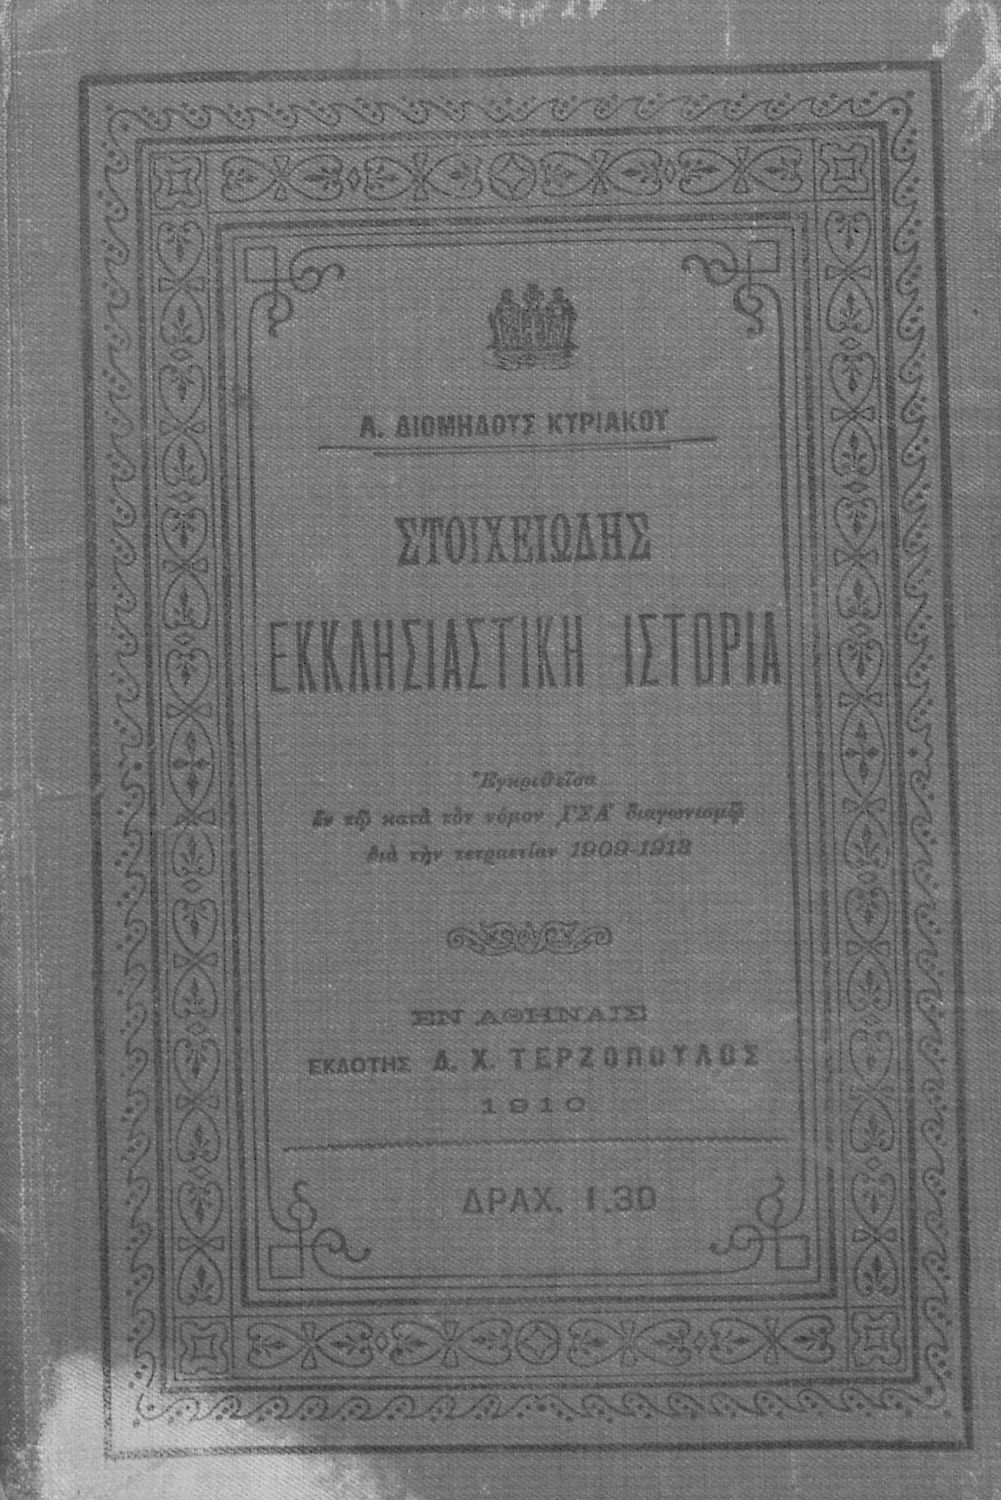 Α. ΔΙΟΜΗΔΟΥΣ ΚΥΡΙΑΚΟΥ
ΣΤΟΙΧΕΙΩΔΗΣ
ΕΚΚΛΗΣΙΑΣΤΙΚΗ ΙΣΤΟΡΙΑ
Ἐγκριθεῖσα
ἐν τῷ κατὰ τὸν νόμον ΓΣΑʹ διαγωνισμῷ
διὰ τὴν τετραετίαν 1909-1913
ΕΝ ΑΘΗΝΑΙΣ
ΕΚΔΟΤΗΣ Δ. Χ. ΤΕΡΖΟΠΟΥΛΟΣ
1910
ΔΡΑΧ. 1.30